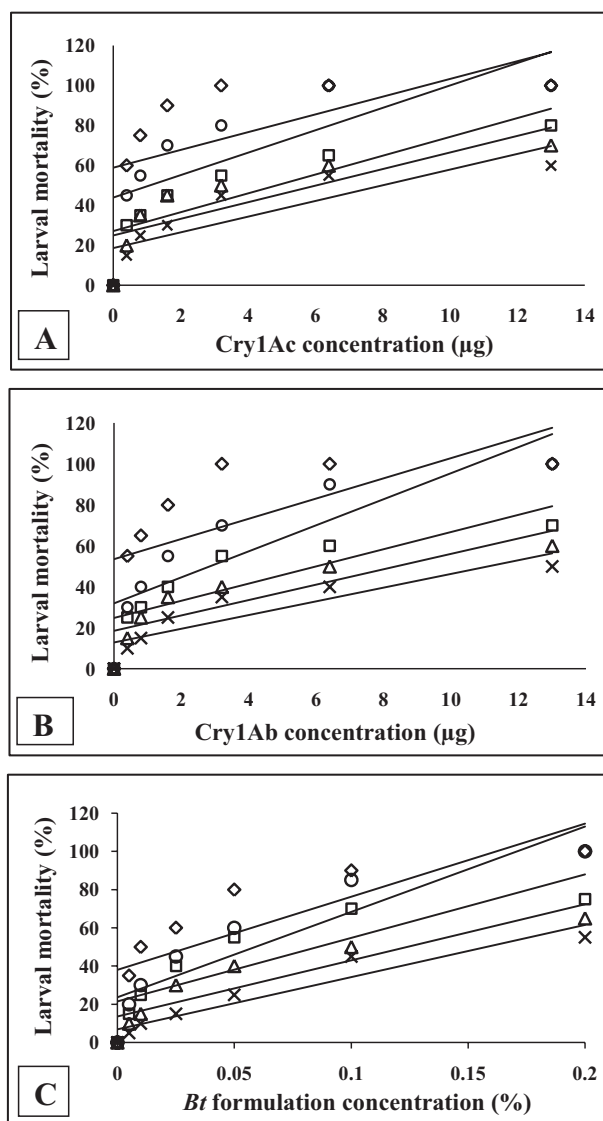 120
100
80
60
40
20
0
Larval mortality (%)
0 2 4 6 8 10 12 14
Cry1Ac concentration (µg)
A
120
100
80
60
40
20
0
Larval mortality (%)
0 2 4 6 8 10 12 14
Cry1Ab concentration (µg)
B
120
100
80
60
40
20
0
Larval mortality (%)
0 0.05 0.1 0.15 0.2
Bt formulation concentration (%)
C